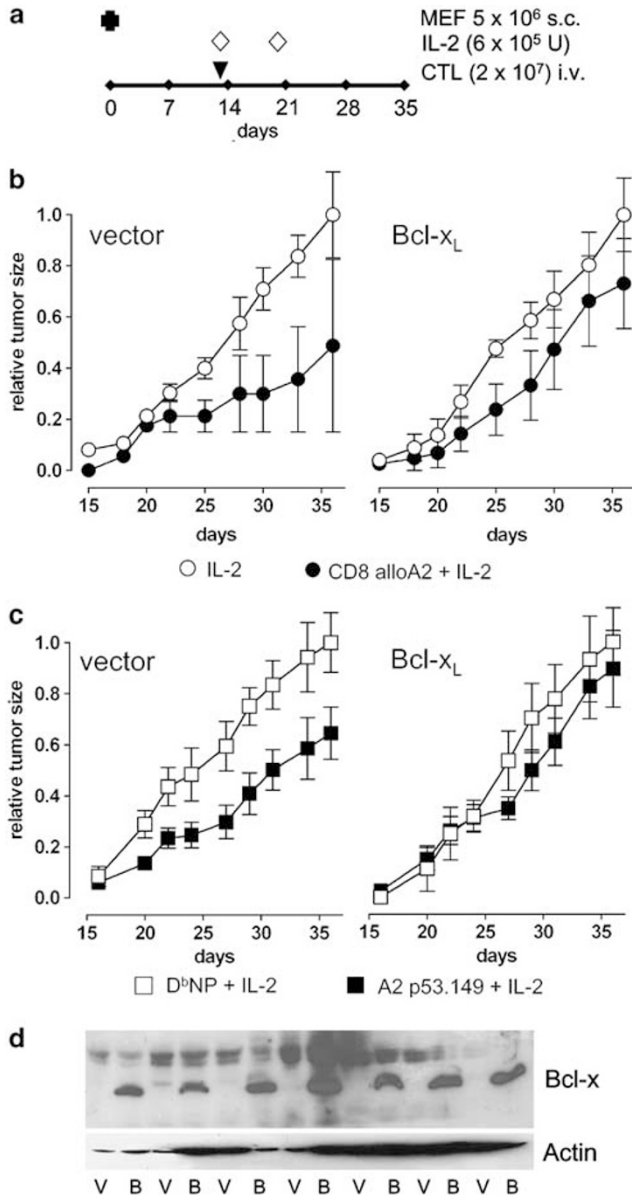 a
MEF 5 x 10⁶ s.c.
IL-2 (6 x 10⁵ U)
CTL (2 x 10⁷) i.v.
0 7 14 21 28 35
days
b
vector
Bcl-x_L
relative tumor size
1.0
0.8
0.6
0.4
0.2
0.0
15 20 25 30 35
15 20 25 30 35
days
days
IL-2
CD8 alloA2 + IL-2
c
vector
Bcl-x_L
relative tumor size
1.0
0.8
0.6
0.4
0.2
0.0
15 20 25 30 35
15 20 25 30 35
days
days
DᵇNP + IL-2
A2 p53.149 + IL-2
d
Bcl-x
Actin
V B V B V B V B V B V B V B